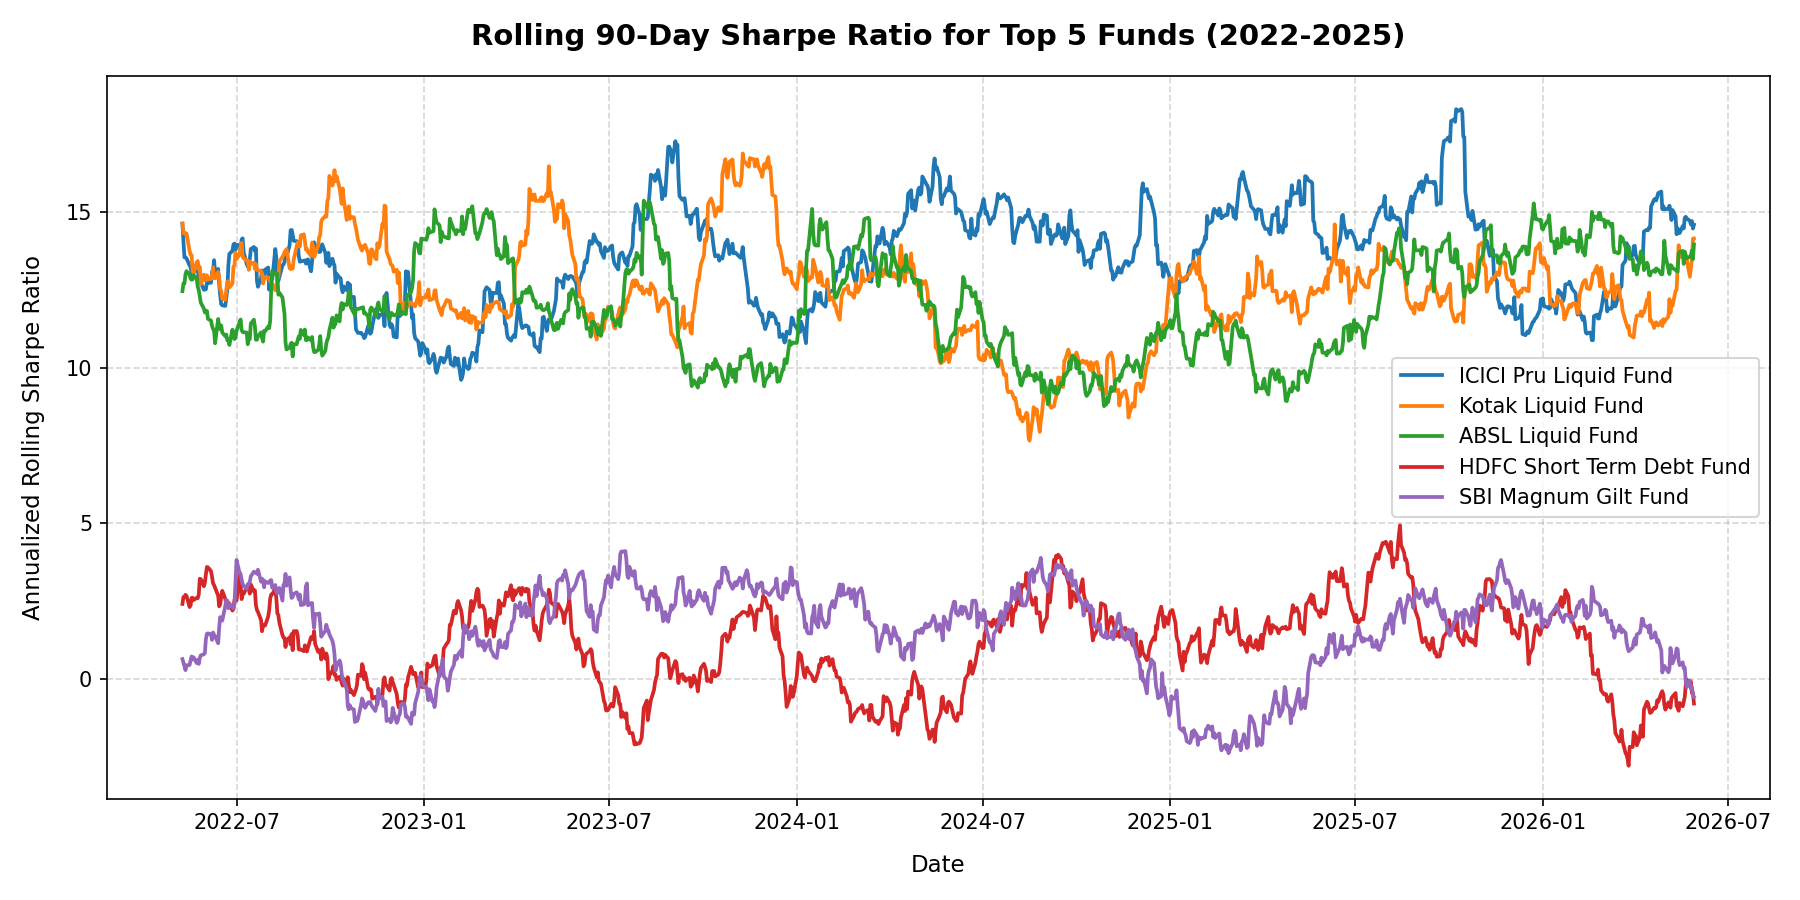 Rolling 90-Day Sharpe Ratio for Top 5 Funds (2022-2025)
Annualized Rolling Sharpe Ratio
15
10
5
0
ICICI Pru Liquid Fund
Kotak Liquid Fund
ABSL Liquid Fund
HDFC Short Term Debt Fund
SBI Magnum Gilt Fund
2022-07 2023-01 2023-07 2024-01 2024-07 2025-01 2025-07 2026-01 2026-07
Date